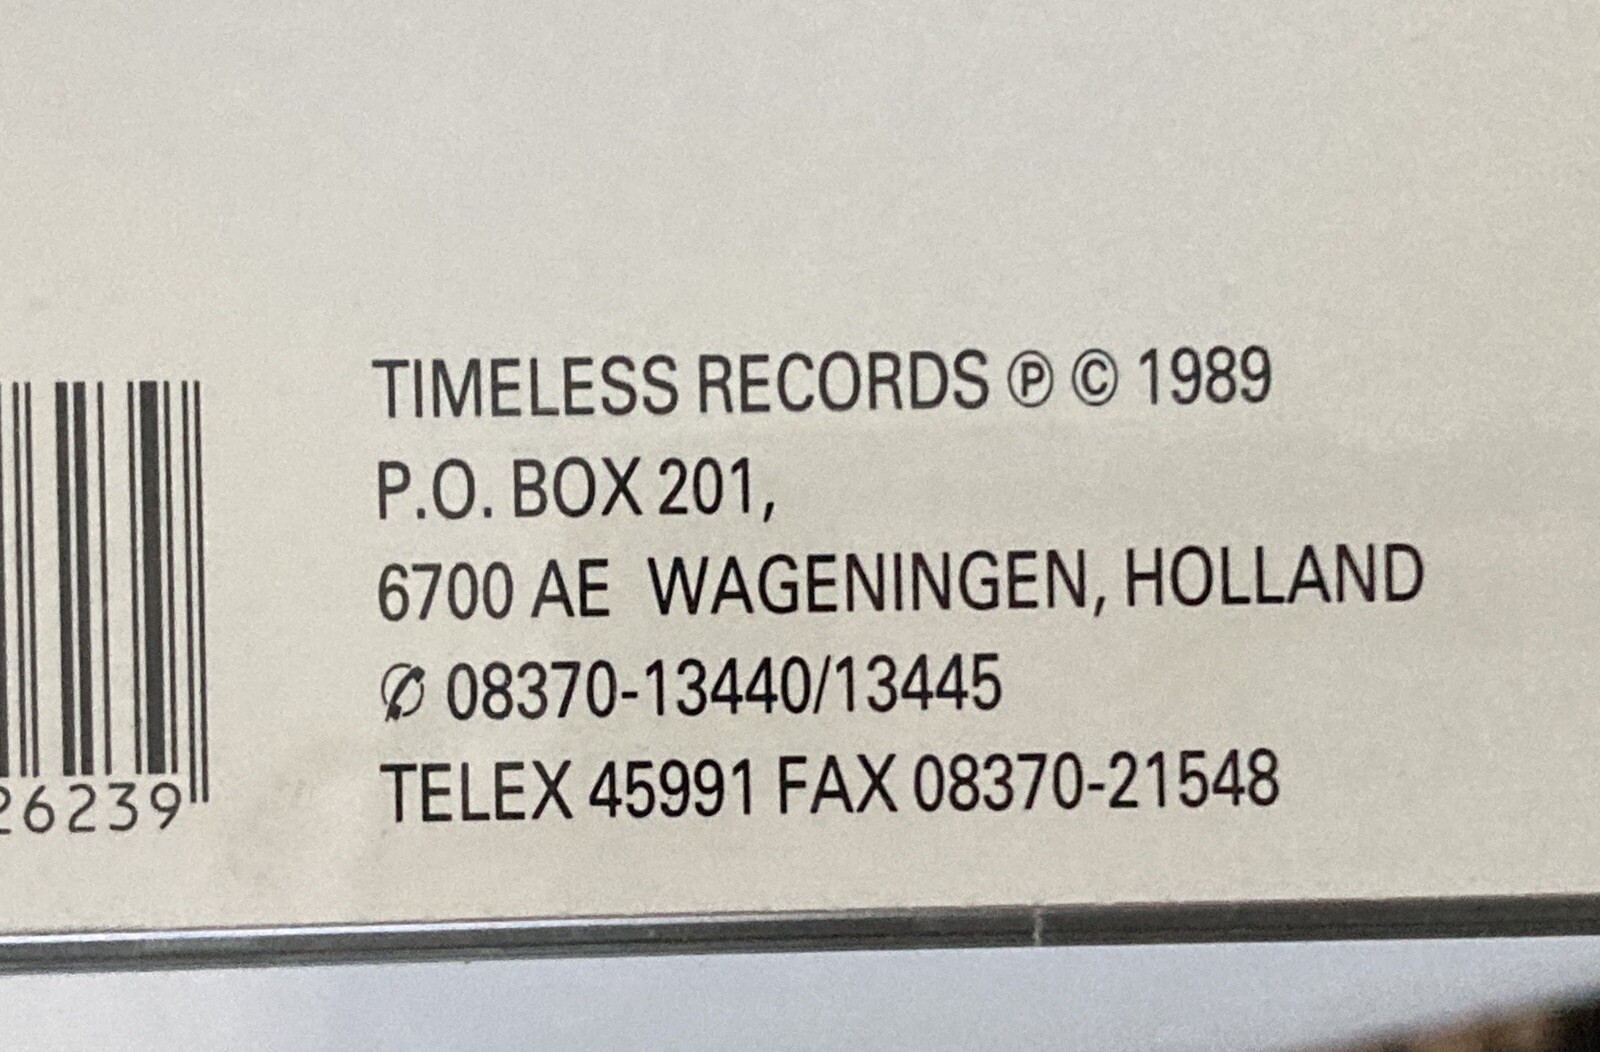 TIMELESS RECORDS ℗ © 1989
P.O. BOX 201,
6700 AE WAGENINGEN, HOLLAND
✆ 08370-13440/13445
TELEX 45991 FAX 08370-21548
26239